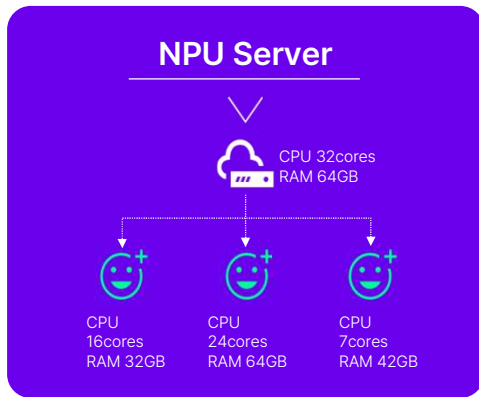 NPU Server
CPU 32cores
RAM 64GB
CPU
16cores
RAM 32GB
CPU
24cores
RAM 64GB
CPU
7cores
RAM 42GB